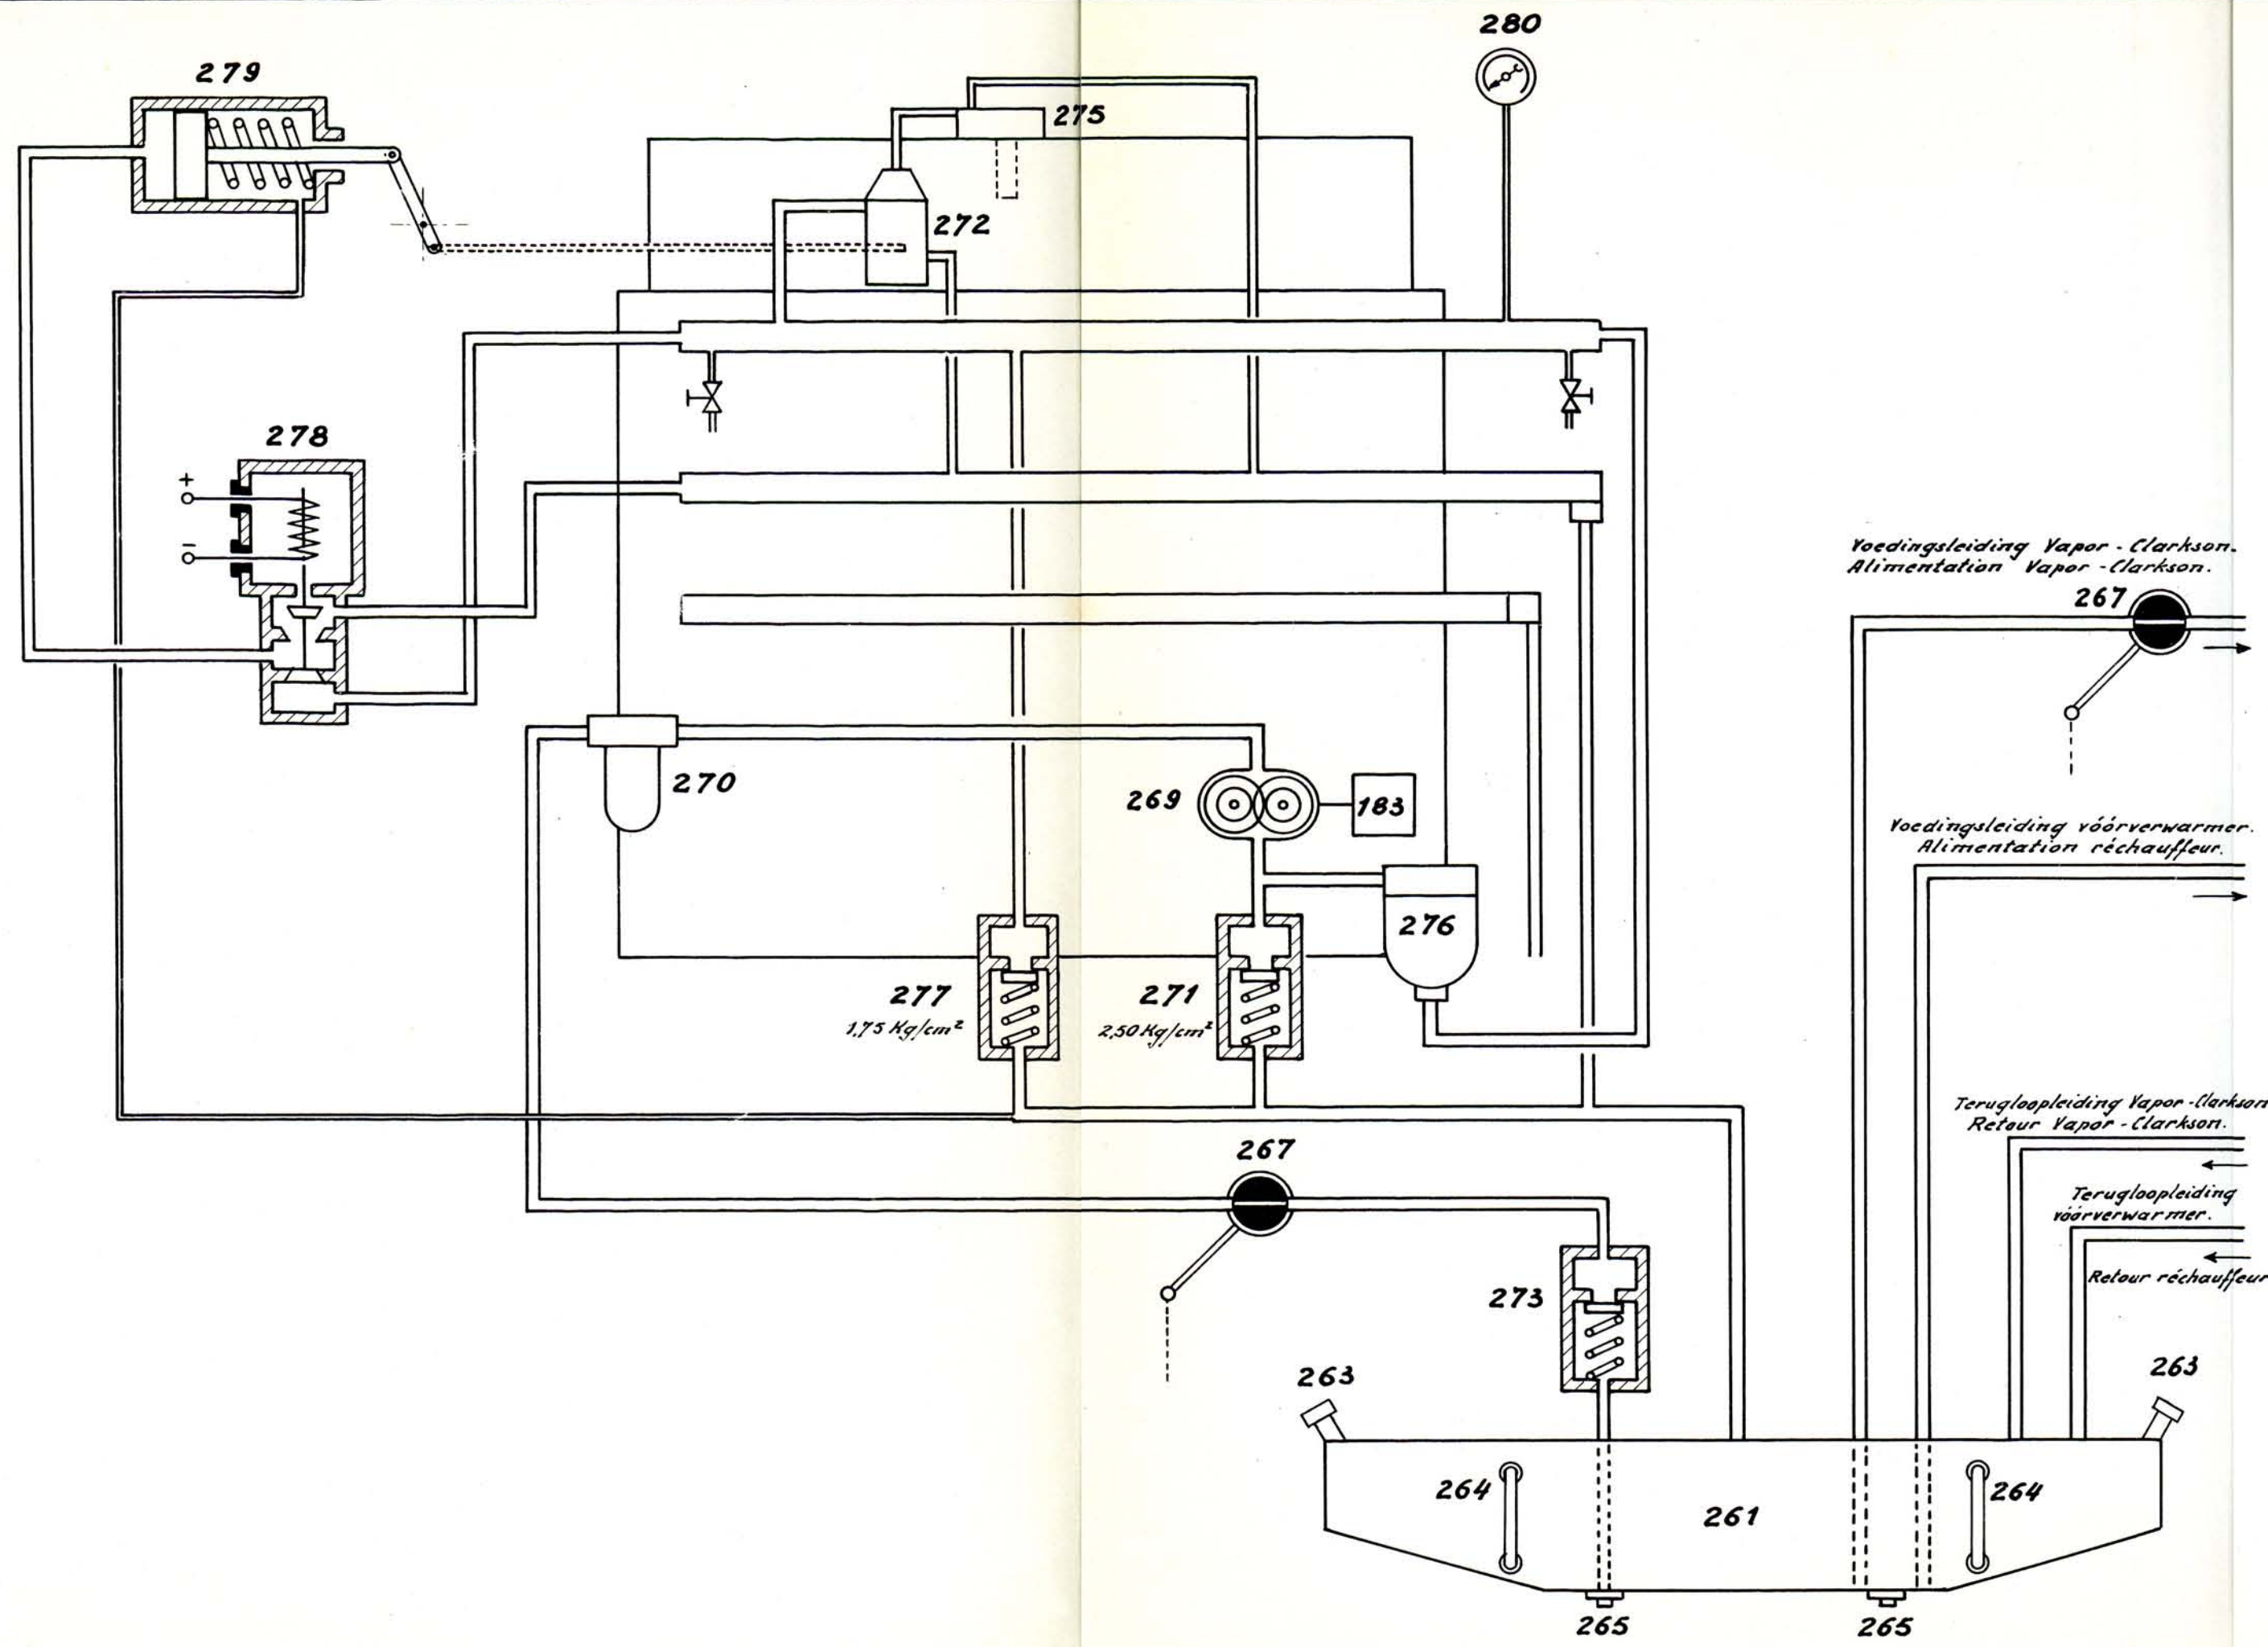 280
279
275
272
278
+
-
Voedingsleiding Vapor - Clarkson.
Alimentation Vapor - Clarkson.
267
270
269
183
Voedingsleiding vóórverwarmer.
Alimentation réchauffeur.
276
277
1,75 Kg/cm²
271
2,50 Kg/cm²
Terugloopleiding Vapor - Clarkson
Retour Vapor - Clarkson.
267
Terugloopleiding
vóórverwarmer.
Retour réchauffeur
273
263
263
264
264
261
265
265